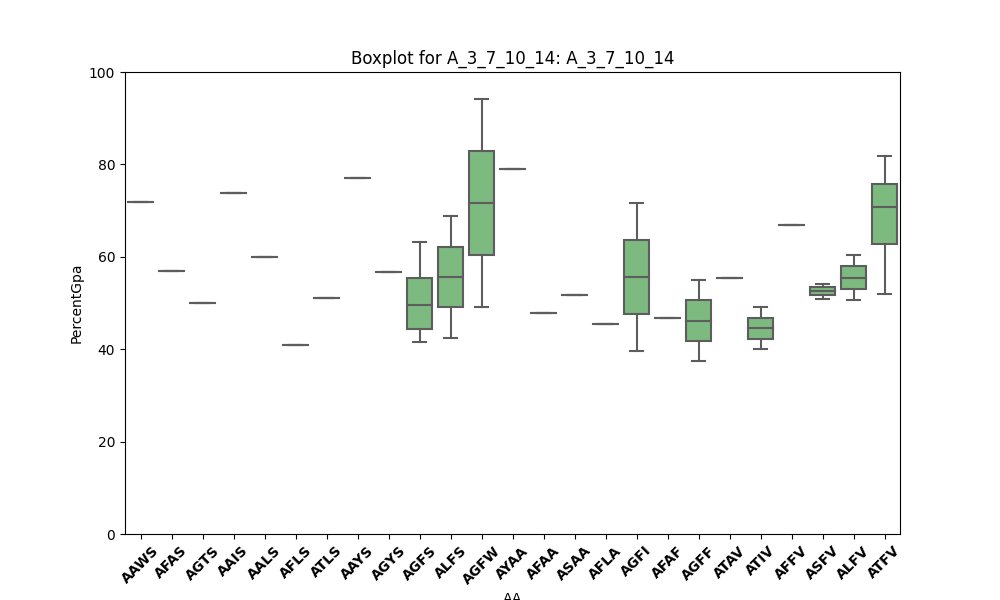 Boxplot for A_3_7_10_14: A_3_7_10_14
PercentGpa
100
80
60
40
20
0
AAWS AFAS AGTS AAIS AALS AFLS ATLS AAYS AGYS AGFS ALFS AGFW AYAA AFAA ASAA AFLA AGFI AFAF AGFF ATAV ATIV AFFV ASFV ALFV ATFV
AA